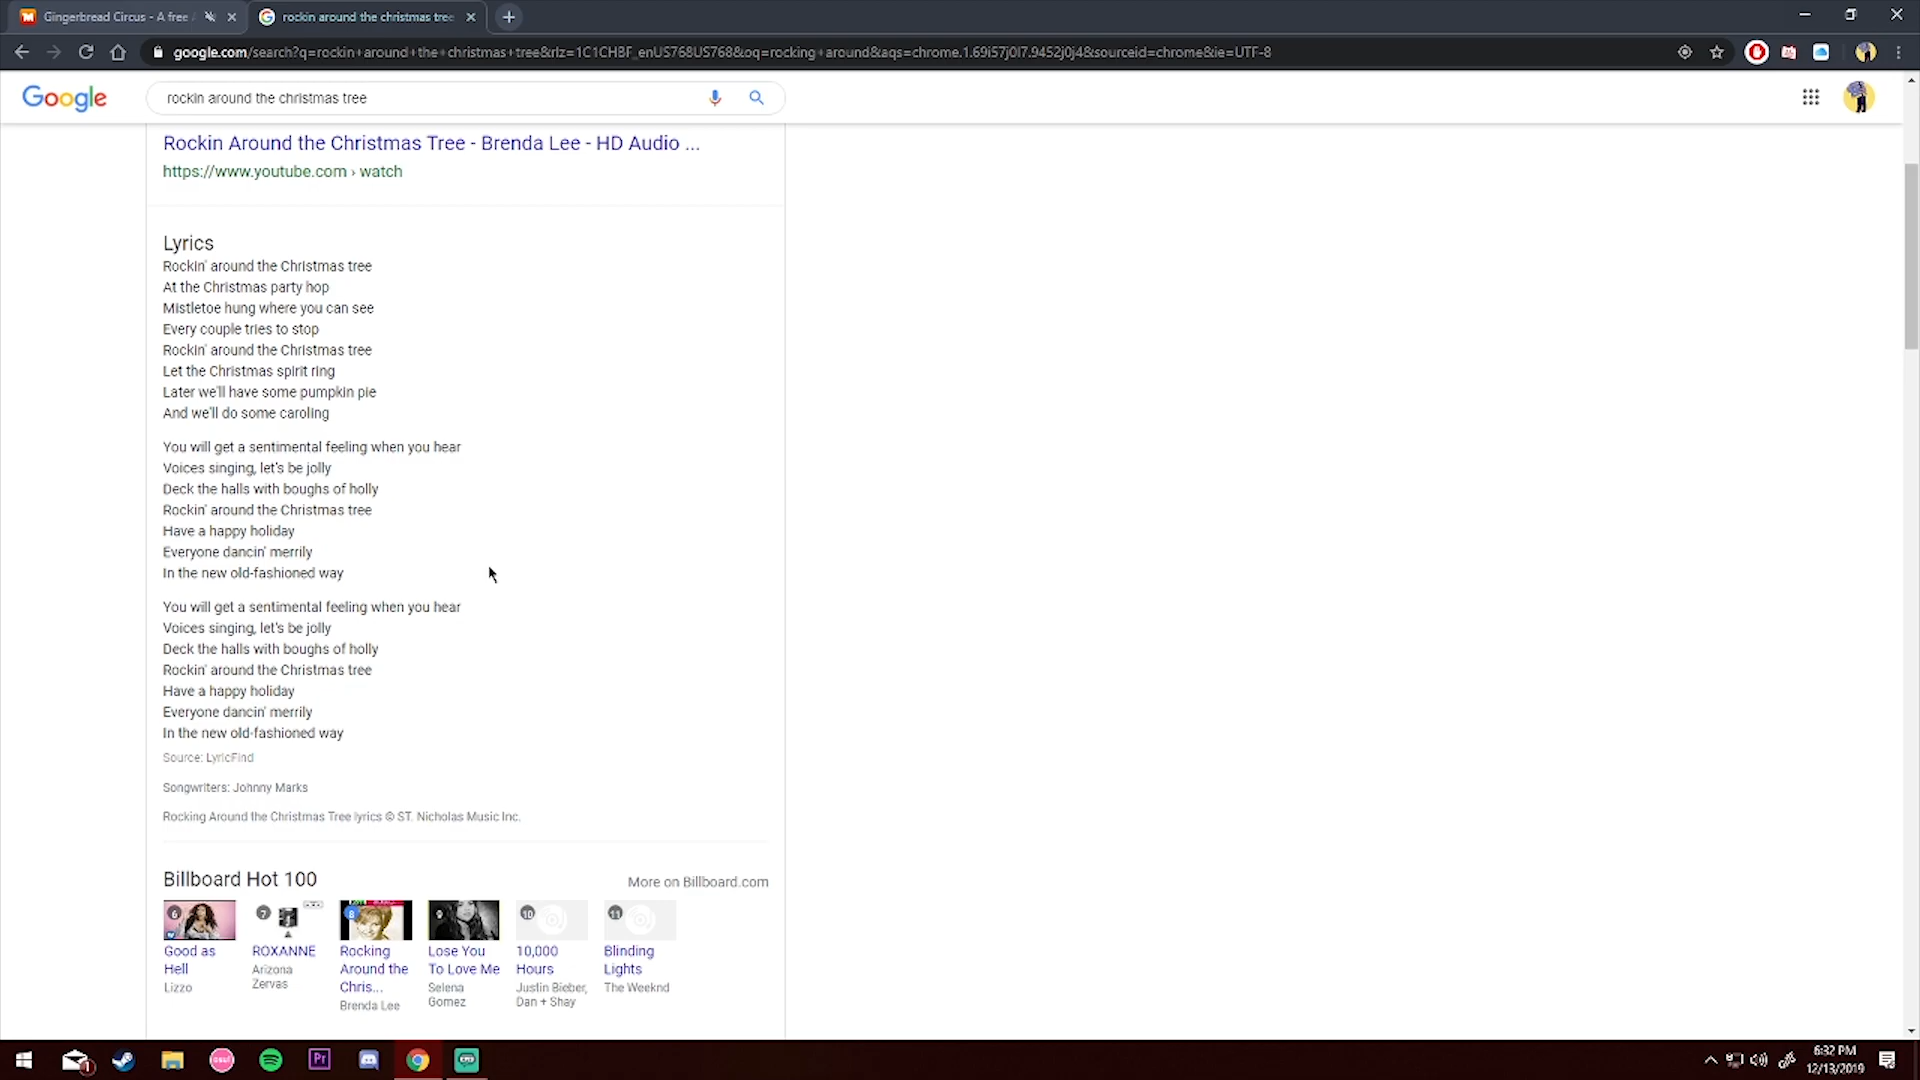 Gingerbread Circus - A free
rockin around the christmas tree
google.com/search?q=rockin+around+the+christmas+tree&rlz=1C1CHBF_enUS768US768&oq=rocking+around&aqs=chrome.1.69i57j0l7.9452j0j4&sourceid=chrome&ie=UTF-8
Google
rockin around the christmas tree
Rockin Around the Christmas Tree - Brenda Lee - HD Audio ...
https://www.youtube.com › watch
Lyrics
Rockin' around the Christmas tree
At the Christmas party hop
Mistletoe hung where you can see
Every couple tries to stop
Rockin' around the Christmas tree
Let the Christmas spirit ring
Later we'll have some pumpkin pie
And we'll do some caroling
You will get a sentimental feeling when you hear
Voices singing, let's be jolly
Deck the halls with boughs of holly
Rockin' around the Christmas tree
Have a happy holiday
Everyone dancin' merrily
In the new old-fashioned way
You will get a sentimental feeling when you hear
Voices singing, let's be jolly
Deck the halls with boughs of holly
Rockin' around the Christmas tree
Have a happy holiday
Everyone dancin' merrily
In the new old-fashioned way
Source: LyricFind
Songwriters: Johnny Marks
Rocking Around the Christmas Tree lyrics © ST. Nicholas Music Inc.
Billboard Hot 100
More on Billboard.com
6
7
8
9
10
11
Good as
Hell
Lizzo
ROXANNE
Arizona
Zervas
Rocking
Around the
Chris...
Brenda Lee
Lose You
To Love Me
Selena
Gomez
10,000
Hours
Justin Bieber,
Dan + Shay
Blinding
Lights
The Weeknd
1
osu!
Pr
6:32 PM
12/13/2019